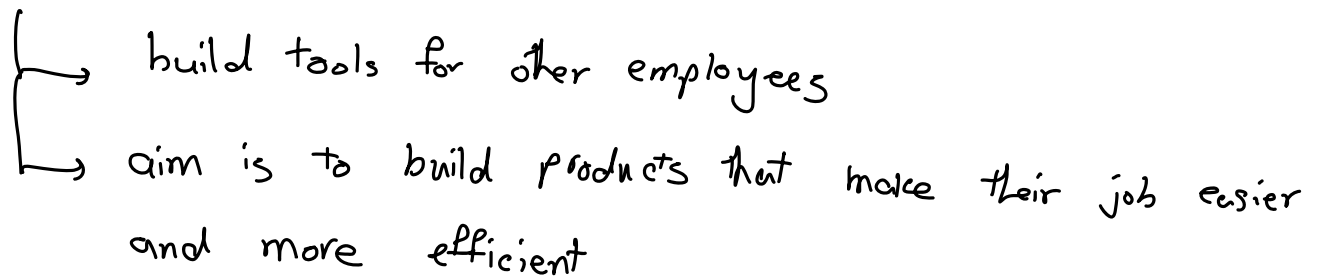 build tools for other employees
aim is to build products that make their job easier
and more efficient